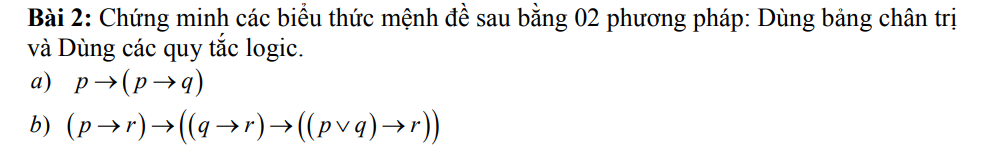 Bài 2: Chứng minh các biểu thức mệnh đề sau bằng 02 phương pháp: Dùng bảng chân trị
và Dùng các quy tắc logic.
a) p→(p→q)
b) (p→r)→((q→r)→((p∨q)→r))